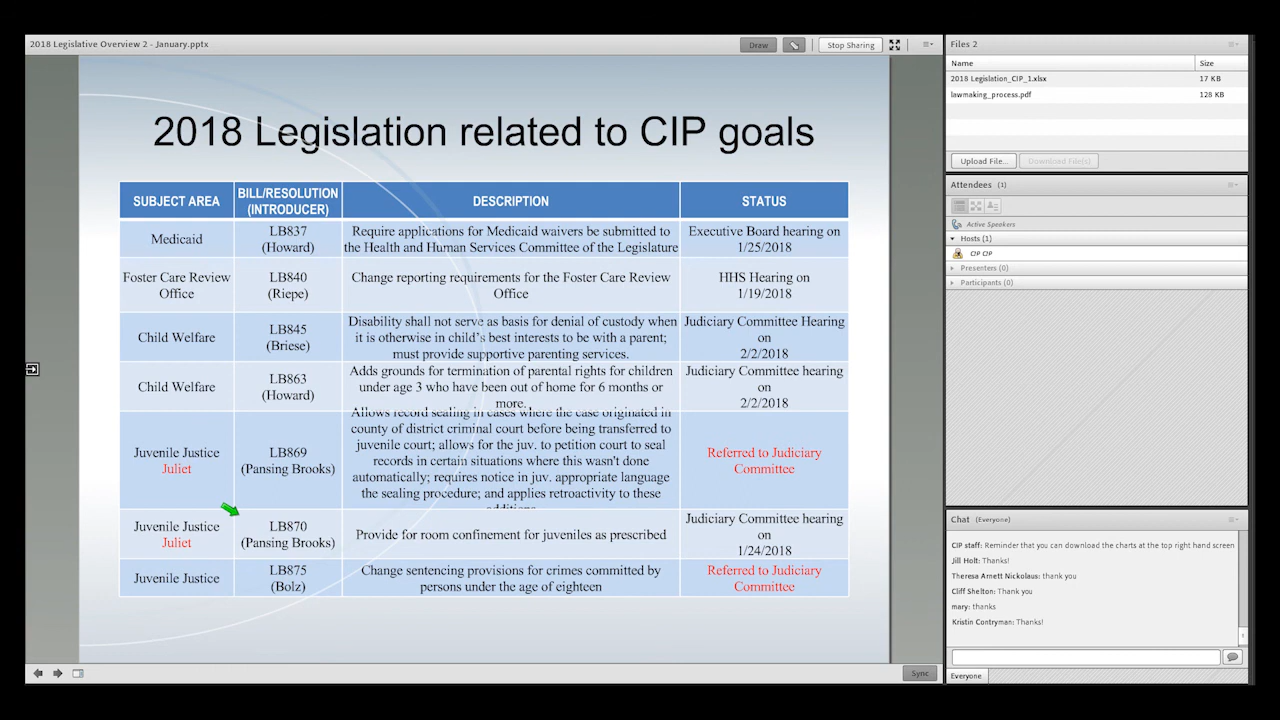 2018 Legislative Overview 2 - January.pptx
Draw
Stop Sharing
2018 Legislation related to CIP goals
SUBJECT AREA
BILL/RESOLUTION
(INTRODUCER)
DESCRIPTION
STATUS
Medicaid
LB837
(Howard)
Require applications for Medicaid waivers be submitted to
the Health and Human Services Committee of the Legislature
Executive Board hearing on
1/25/2018
Foster Care Review
Office
LB840
(Riepe)
Change reporting requirements for the Foster Care Review
Office
HHS Hearing on
1/19/2018
Child Welfare
LB845
(Briese)
Disability shall not serve as basis for denial of custody when
it is otherwise in child's best interests to be with a parent;
must provide supportive parenting services.
Judiciary Committee Hearing
on
2/2/2018
Child Welfare
LB863
(Howard)
Adds grounds for termination of parental rights for children
under age 3 who have been out of home for 6 months or
more.
Judiciary Committee hearing
on
2/2/2018
Juvenile Justice
Juliet
LB869
(Pansing Brooks)
Allows record sealing in cases where the case originated in
county of district criminal court before being transferred to
juvenile court; allows for the juv. to petition court to seal
records in certain situations where this wasn't done
automatically; requires notice in juv. appropriate language
the sealing procedure; and applies retroactivity to these
additions
Referred to Judiciary
Committee
Juvenile Justice
Juliet
LB870
(Pansing Brooks)
Provide for room confinement for juveniles as prescribed
Judiciary Committee hearing
on
1/24/2018
Juvenile Justice
LB875
(Bolz)
Change sentencing provisions for crimes committed by
persons under the age of eighteen
Referred to Judiciary
Committee
Sync
Files 2
Name
Size
2018 Legislation_CIP_1.xlsx
17 KB
lawmaking_process.pdf
128 KB
Upload File...
Download File(s)
Attendees (1)
Active Speakers
Hosts (1)
CIP CIP
Presenters (0)
Participants (0)
Chat (Everyone)
CIP staff: Reminder that you can download the charts at the top right hand screen
Jill Holt: Thanks!
Theresa Arnett Nickolaus: thank you
Cliff Shelton: Thank you
mary: thanks
Kristin Contryman: Thanks!
Everyone